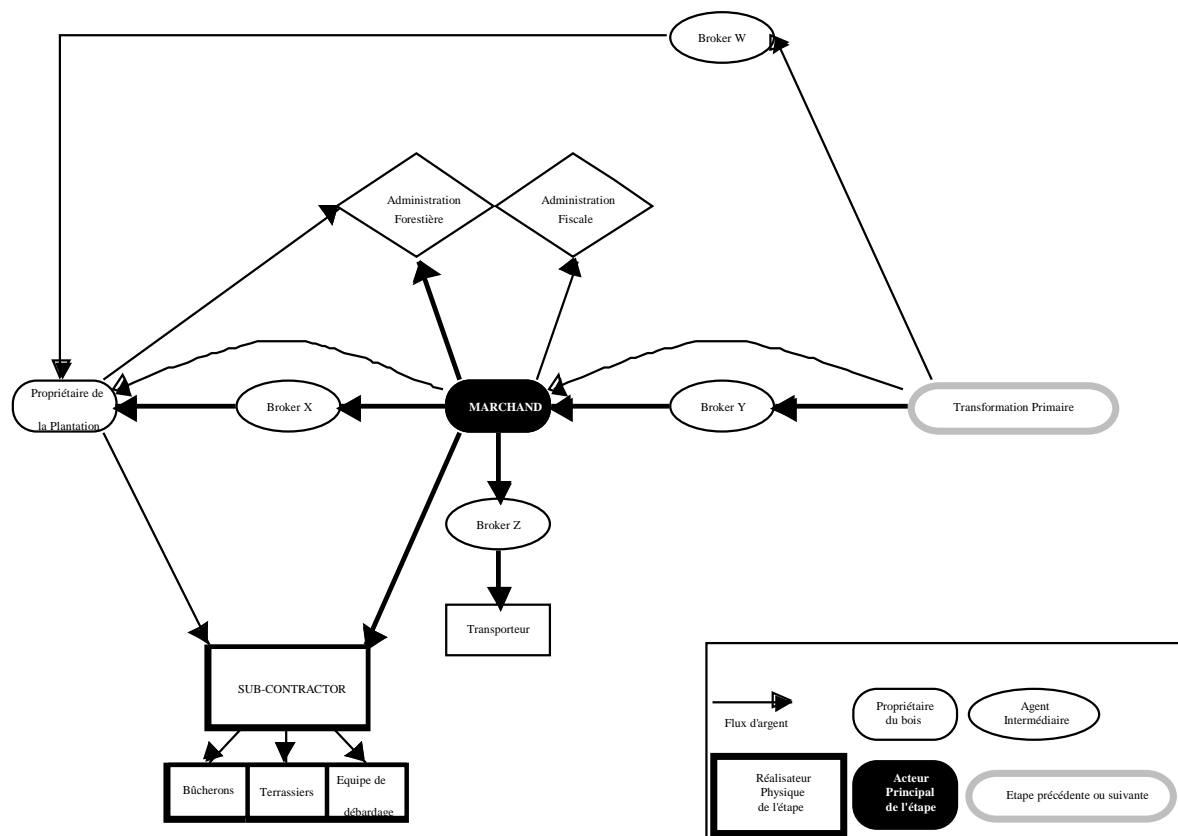 Broker W
Administration
Forestière
Administration
Fiscale
Propriétaire de
la Plantation
Broker X
MARCHAND
Broker Y
Transformation Primaire
Broker Z
Transporteur
SUB-CONTRACTOR
Bûcherons
Terrassiers
Equipe de
débardage
Flux d'argent
Propriétaire
du bois
Agent
Intermédiaire
Réalisateur
Physique
de l'étape
Acteur
Principal
de l'étape
Etape précédente ou suivante